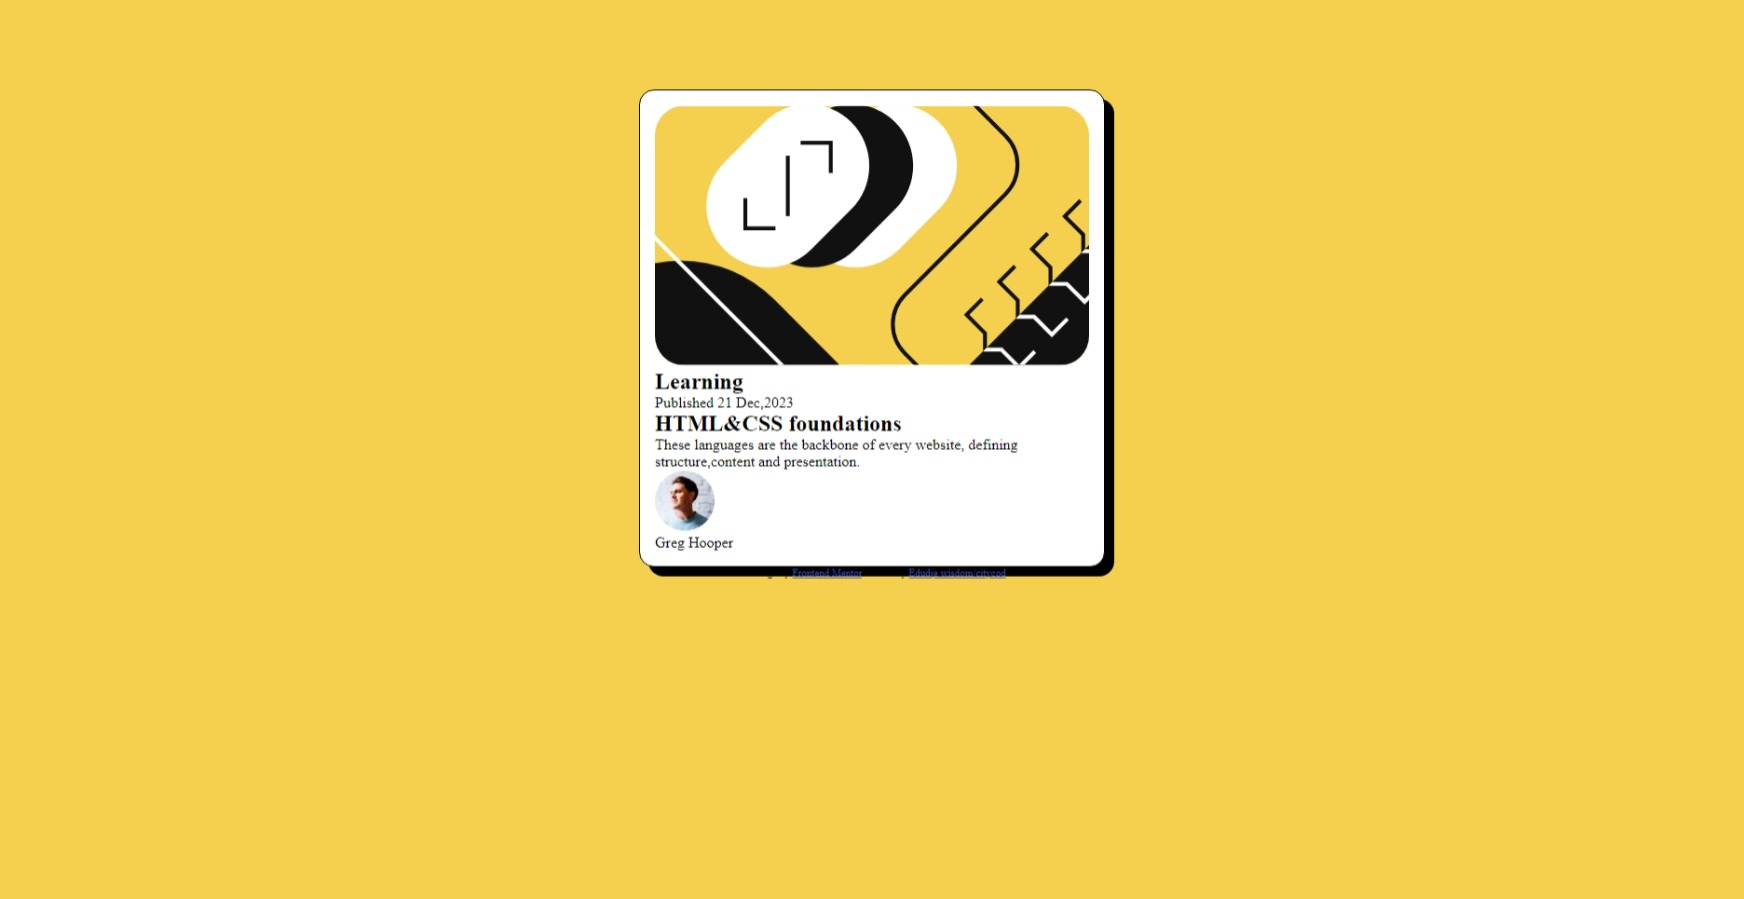 Learning
Published 21 Dec,2023
HTML&CSS foundations
These languages are the backbone of every website, defining
structure,content and presentation.
Greg Hooper
Frontend Mentor